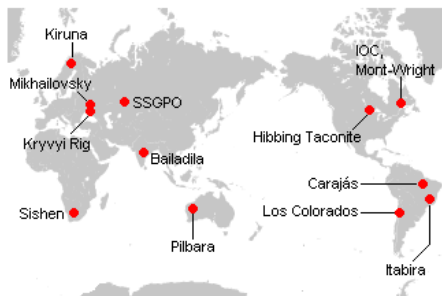 Kiruna
IOC,
Mont-Wright
Mikhailovsky
SSGPO
Kryvyi Rig
Hibbing Taconite
Bailadila
Carajás
Sishen
Los Colorados
Pilbara
Itabira